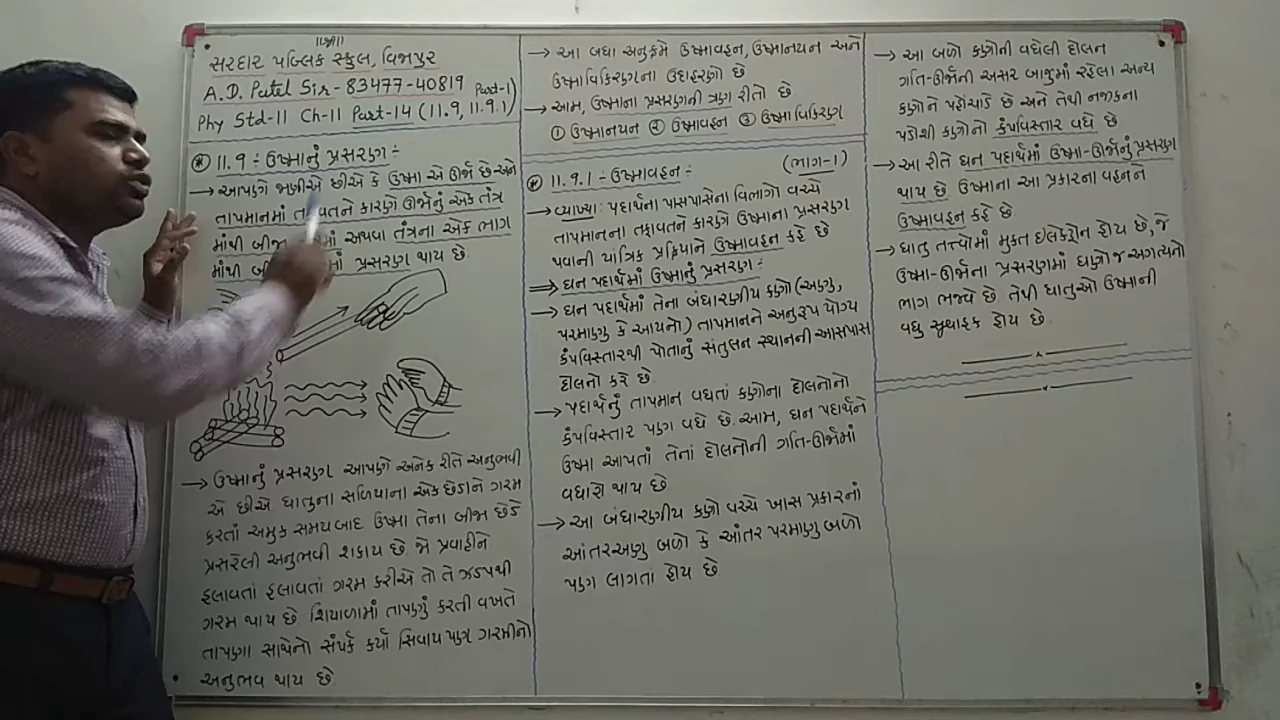 ॥શ્રી॥
સરદાર પબ્લિક સ્કુલ, વિજાપુર
A.D. Patel Sir - 83477-40819 Part-1)
Phy Std-11 Ch-11 Part-14 (11.9, 11.9.1)
* 11.9 ÷ ઉષ્માનું પ્રસરણ ÷
→ આપણે જાણીએ છીએ કે ઉષ્મા એ ઊર્જા છે અને
તાપમાનમાં તફાવતને કારણે ઊર્જાનું એક તંત્ર
માંથી બીજા માં અથવા તંત્રના એક ભાગ
માંથી માં પ્રસરણ થાય છે.
→ ઉષ્માનું પ્રસરણ આપણે અનેક રીતે અનુભવી
એ છીએ ધાતુના સળિયાના એક છેડાને ગરમ
કરતાં અમુક સમય બાદ ઉષ્મા તેના બીજા છેડે
પ્રસરેલી અનુભવી શકાય છે. જો પ્રવાહીને
હલાવતાં હલાવતાં ગરમ કરીએ તો તે ઝડપથી
ગરમ થાય છે. શિયાળામાં તાપણું કરતી વખતે
તાપણા સાથેનો સંપર્ક કર્યા સિવાય પણ ગરમીનો
અનુભવ થાય છે.
→ આ બધા અનુક્રમે ઉષ્માવહન, ઉષ્માનયન અને
ઉષ્માવિકિરણના ઉદાહરણો છે
→ આમ, ઉષ્માના પ્રસરણની ત્રણ રીતો છે
① ઉષ્માનયન ② ઉષ્માવહન ③ ઉષ્મા વિકિરણ
* 11.9.1 ÷ ઉષ્માવહન ÷ (ભાગ-1)
→ વ્યાખ્યા: પદાર્થના પાસપાસેના વિભાગો વચ્ચે
તાપમાનના તફાવતને કારણે ઉષ્માના પ્રસરણ
થવાની યાંત્રિક પ્રક્રિયાને ઉષ્માવહન કહે છે
⇒ ઘન પદાર્થમાં ઉષ્માનું પ્રસરણ ÷
→ ઘન પદાર્થમાં તેના બંધારણીય કણો (અણુ,
પરમાણુ કે આયનો) તાપમાનને અનુરૂપ યોગ્ય
કંપવિસ્તારથી પોતાનું સંતુલન સ્થાનની આસપાસ
દોલનો કરે છે.
→ પદાર્થનું તાપમાન વધતાં કણોના દોલનોનો
કંપવિસ્તાર પણ વધે છે. આમ, ઘન પદાર્થને
ઉષ્મા આપતાં તેનાં દોલનોની ગતિ-ઊર્જામાં
વધારો થાય છે
→ આ બંધારણીય કણો વચ્ચે ખાસ પ્રકારનાં
આંતરઅણુ બળો કે આંતર પરમાણુ બળો
પણ લાગતાં હોય છે
→ આ બળો કણોની વધેલી દોલન
ગતિ-ઊર્જાની અસર બાજુમાં રહેલા અન્ય
કણોને પહોંચાડે છે અને તેથી નજીકના
પડોશી કણોનો કંપવિસ્તાર વધે છે
→ આ રીતે ઘન પદાર્થમાં ઉષ્મા-ઊર્જાનું પ્રસરણ
થાય છે. ઉષ્માના આ પ્રકારના વહનને
ઉષ્માવહન કહે છે
→ ધાતુ તત્ત્વોમાં મુક્ત ઈલેક્ટ્રોન હોય છે, જે
ઉષ્મા-ઊર્જાના પ્રસરણમાં ઘણો જ અગત્યનો
ભાગ ભજવે છે તેથી ધાતુઓ ઉષ્માની
વધુ સુવાહક હોય છે.